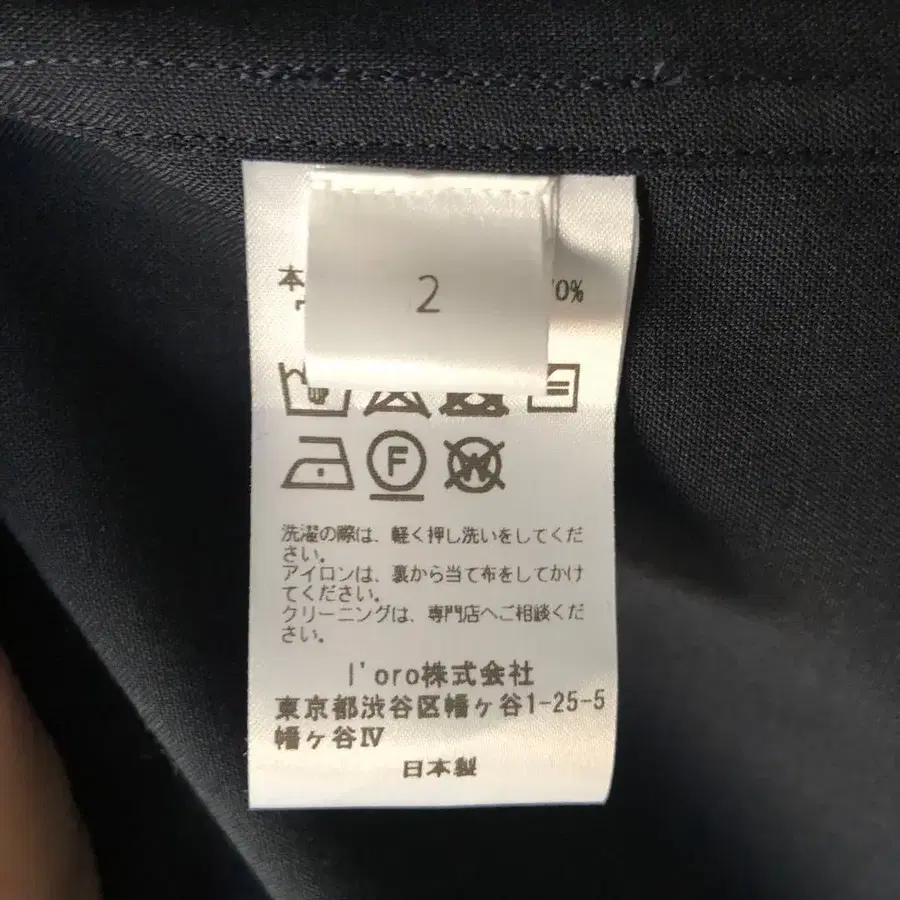 2
本
0%
F
W
洗濯の際は、軽く押し洗いをしてくだ
さい。
アイロンは、裏から当て布をしてかけ
てください。
クリーニングは、専門店へご相談くだ
さい。
l'oro株式会社
東京都渋谷区幡ヶ谷1-25-5
幡ヶ谷Ⅳ
日本製